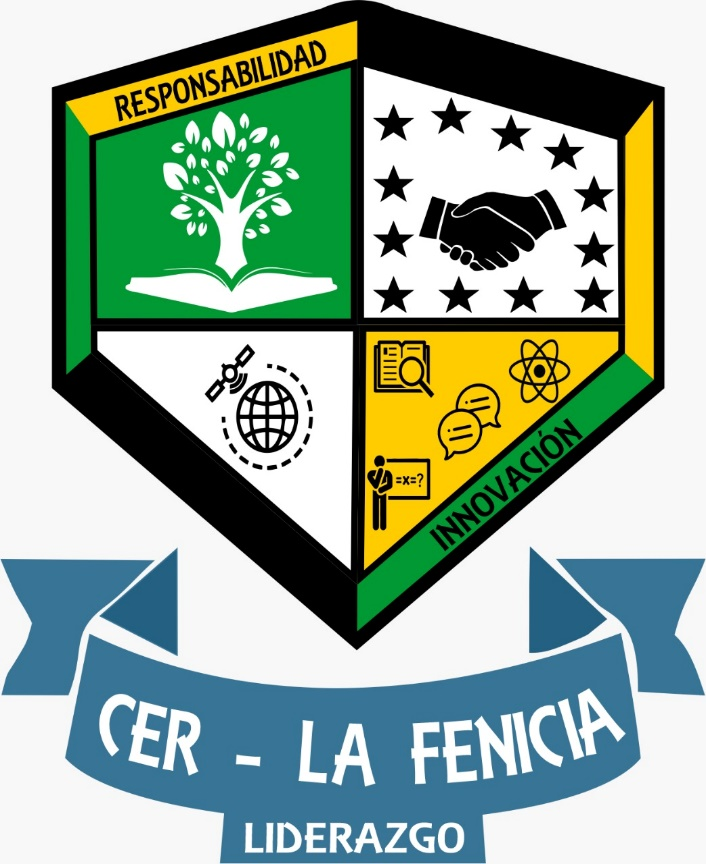 RESPONSABILIDAD
=x=?
INNOVACIÓN
CER - LA FENICIA
LIDERAZGO